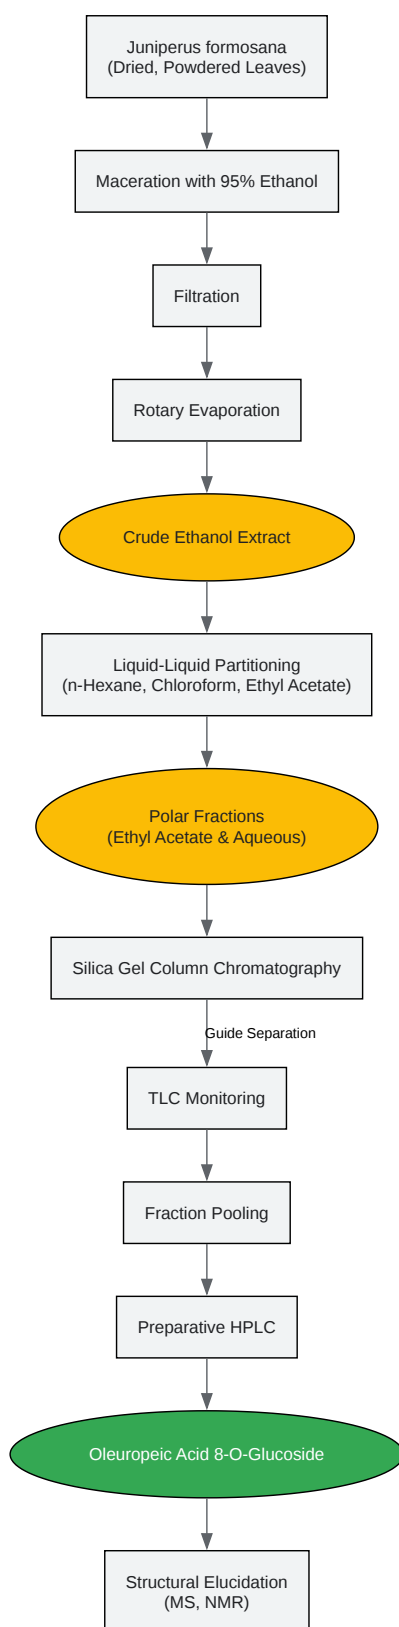 Juniperus formosana
(Dried, Powdered Leaves)
Maceration with 95% Ethanol
Filtration
Rotary Evaporation
Crude Ethanol Extract
Liquid-Liquid Partitioning
(n-Hexane, Chloroform, Ethyl Acetate)
Polar Fractions
(Ethyl Acetate & Aqueous)
Silica Gel Column Chromatography
Guide Separation
TLC Monitoring
Fraction Pooling
Preparative HPLC
Oleuropeic Acid 8-O-Glucoside
Structural Elucidation
(MS, NMR)